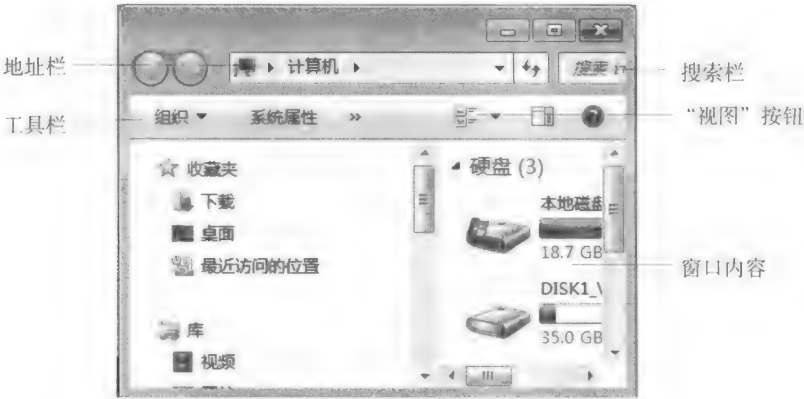 地址栏
计算机
搜索
搜索栏
工具栏
组织
系统属性
»
“视图”按钮
收藏夹
硬盘 (3)
下载
本地磁盘
桌面
18.7 GB
最近访问的位置
窗口内容
DISK1_V
库
35.0 GB
视频